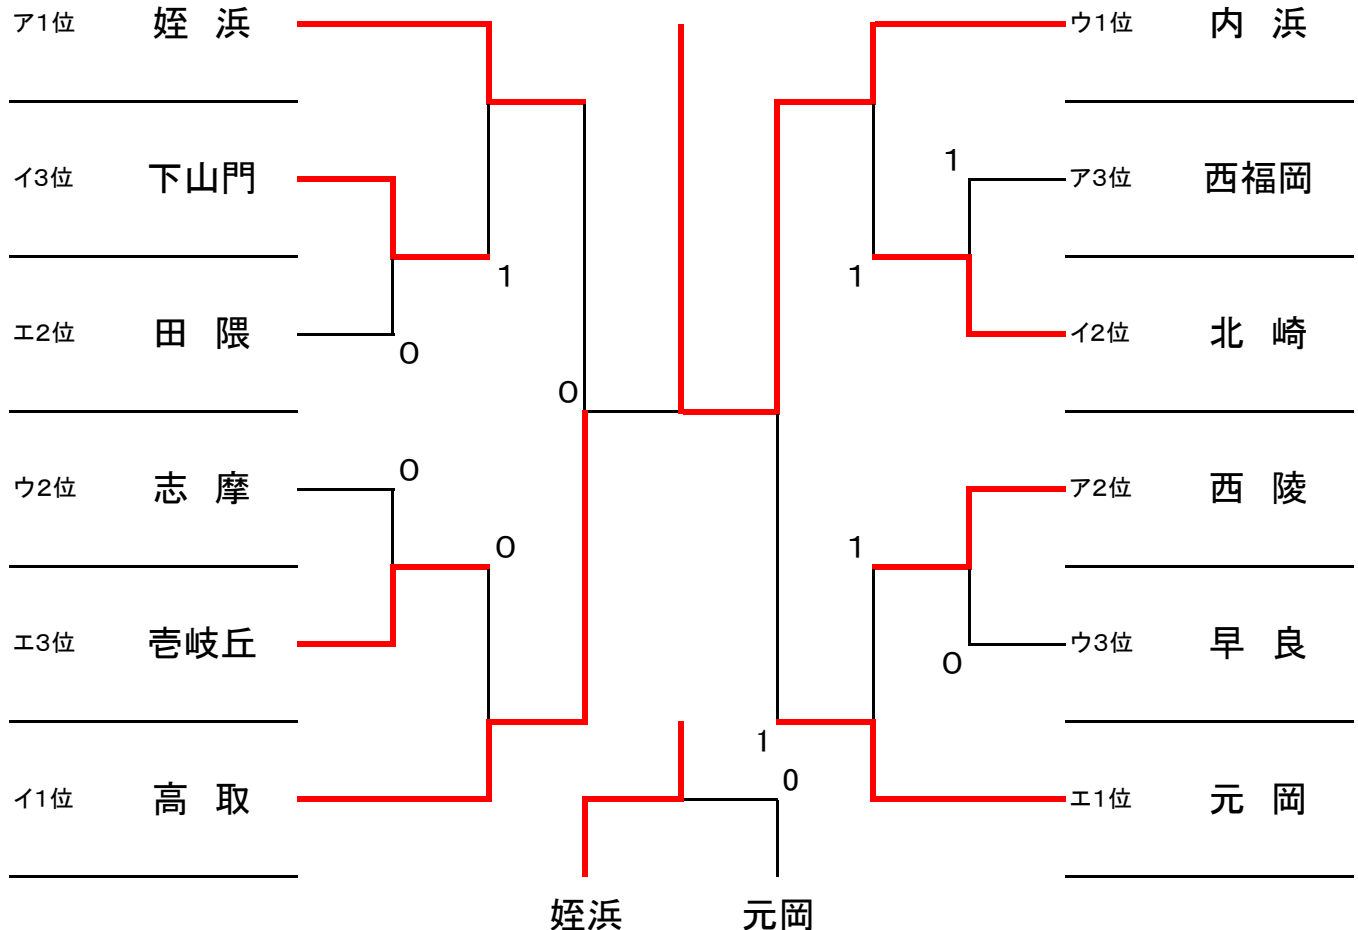 ア1位 姪 浜
イ3位 下山門
エ2位 田 隈
ウ2位 志 摩
エ3位 壱岐丘
イ1位 高 取
1
0
0
0
0
1
1
1
0
1
0
ウ1位 内 浜
ア3位 西福岡
イ2位 北 崎
ア2位 西 陵
ウ3位 早 良
エ1位 元 岡
姪浜 元岡